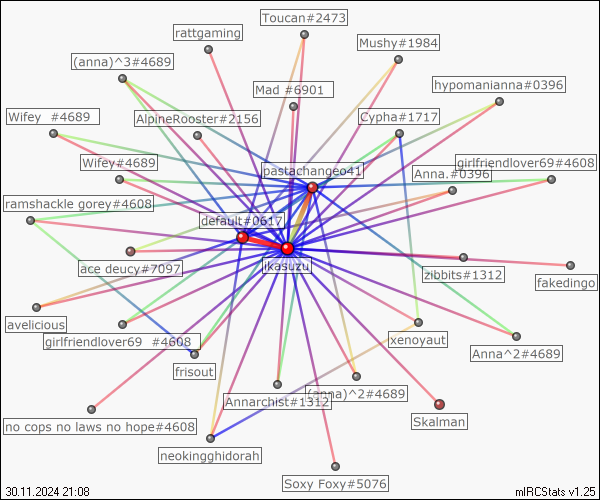 Toucan#2473
rattgaming
Mushy#1984
(anna)^3#4689
hypomanianna#0396
Mad #6901
Wifey #4689
AlpineRooster#2156
Cypha#1717
Wifey#4689
pastachangeo41
girlfriendlover69#4608
Anna.#0396
ramshackle gorey#4608
default#0617
ikasuzu
ace deucy#7097
zibbits#1312
fakedingo
avelicious
girlfriendlover69 #4608
xenoyaut
Anna^2#4689
frisout
(anna)^2#4689
Annarchist#1312
no cops no laws no hope#4608
Skalman
neokingghidorah
Soxy Foxy#5076
30.11.2024 21:08
mIRCStats v1.25